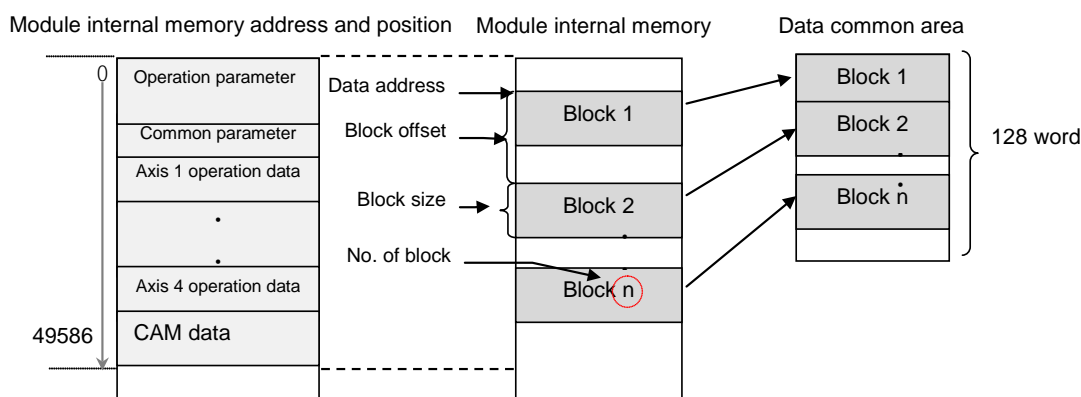 Module internal memory address and position
Module internal memory
Data common area
0
Operation parameter
Common parameter
Axis 1 operation data
Axis 4 operation data
CAM data
49586
Data address
Block offset
Block size
No. of block
Block 1
Block 2
Block n
Block 1
Block 2
Block n
128 word